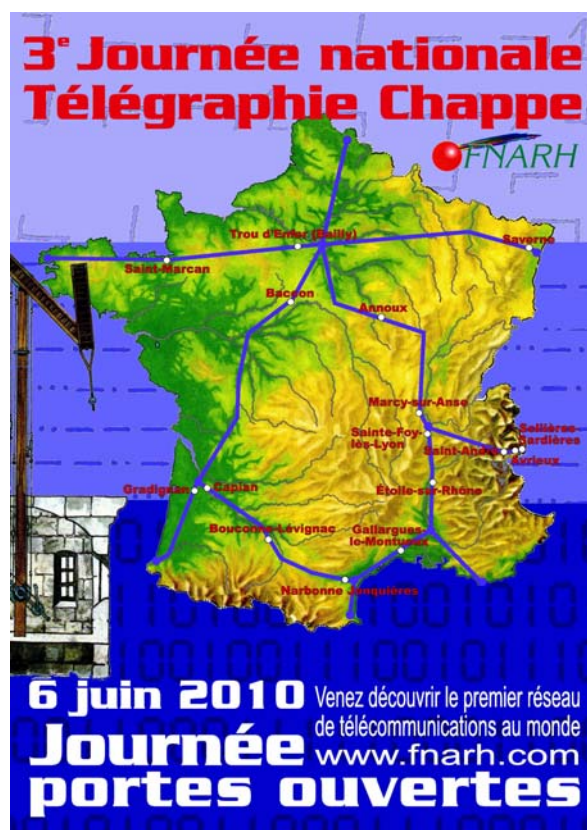 3e Journée nationale
Télégraphie Chappe
FNARH
Trou d'Enfer (Bailly)
Saverne
Saint-Marcan
Baccon
Annoux
Marcy-sur-Anse
Sainte-Foy-
lès-Lyon
Sollières-
Sardières
Saint-André
Avrieux
Gradignan
Capian
Étoile-sur-Rhône
Bouconne-Lévignac
Gallargues-
le-Montueux
Narbonne Jonquières
6 juin 2010
Venez découvrir le premier réseau
de télécommunications au monde
Journée
www.fnarh.com
portes ouvertes